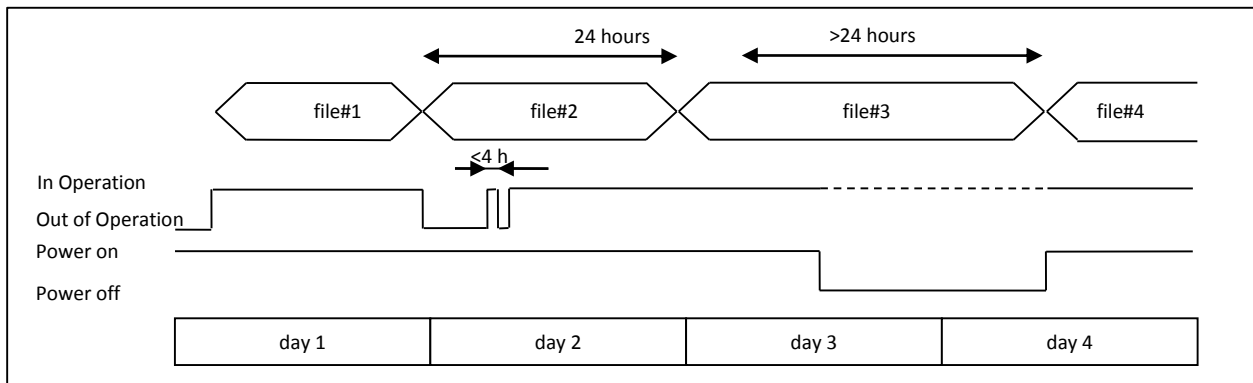 24 hours >24 hours
file#1 file#2 file#3 file#4
<4 h
In Operation
Out of Operation
Power on
Power off
day 1 day 2 day 3 day 4